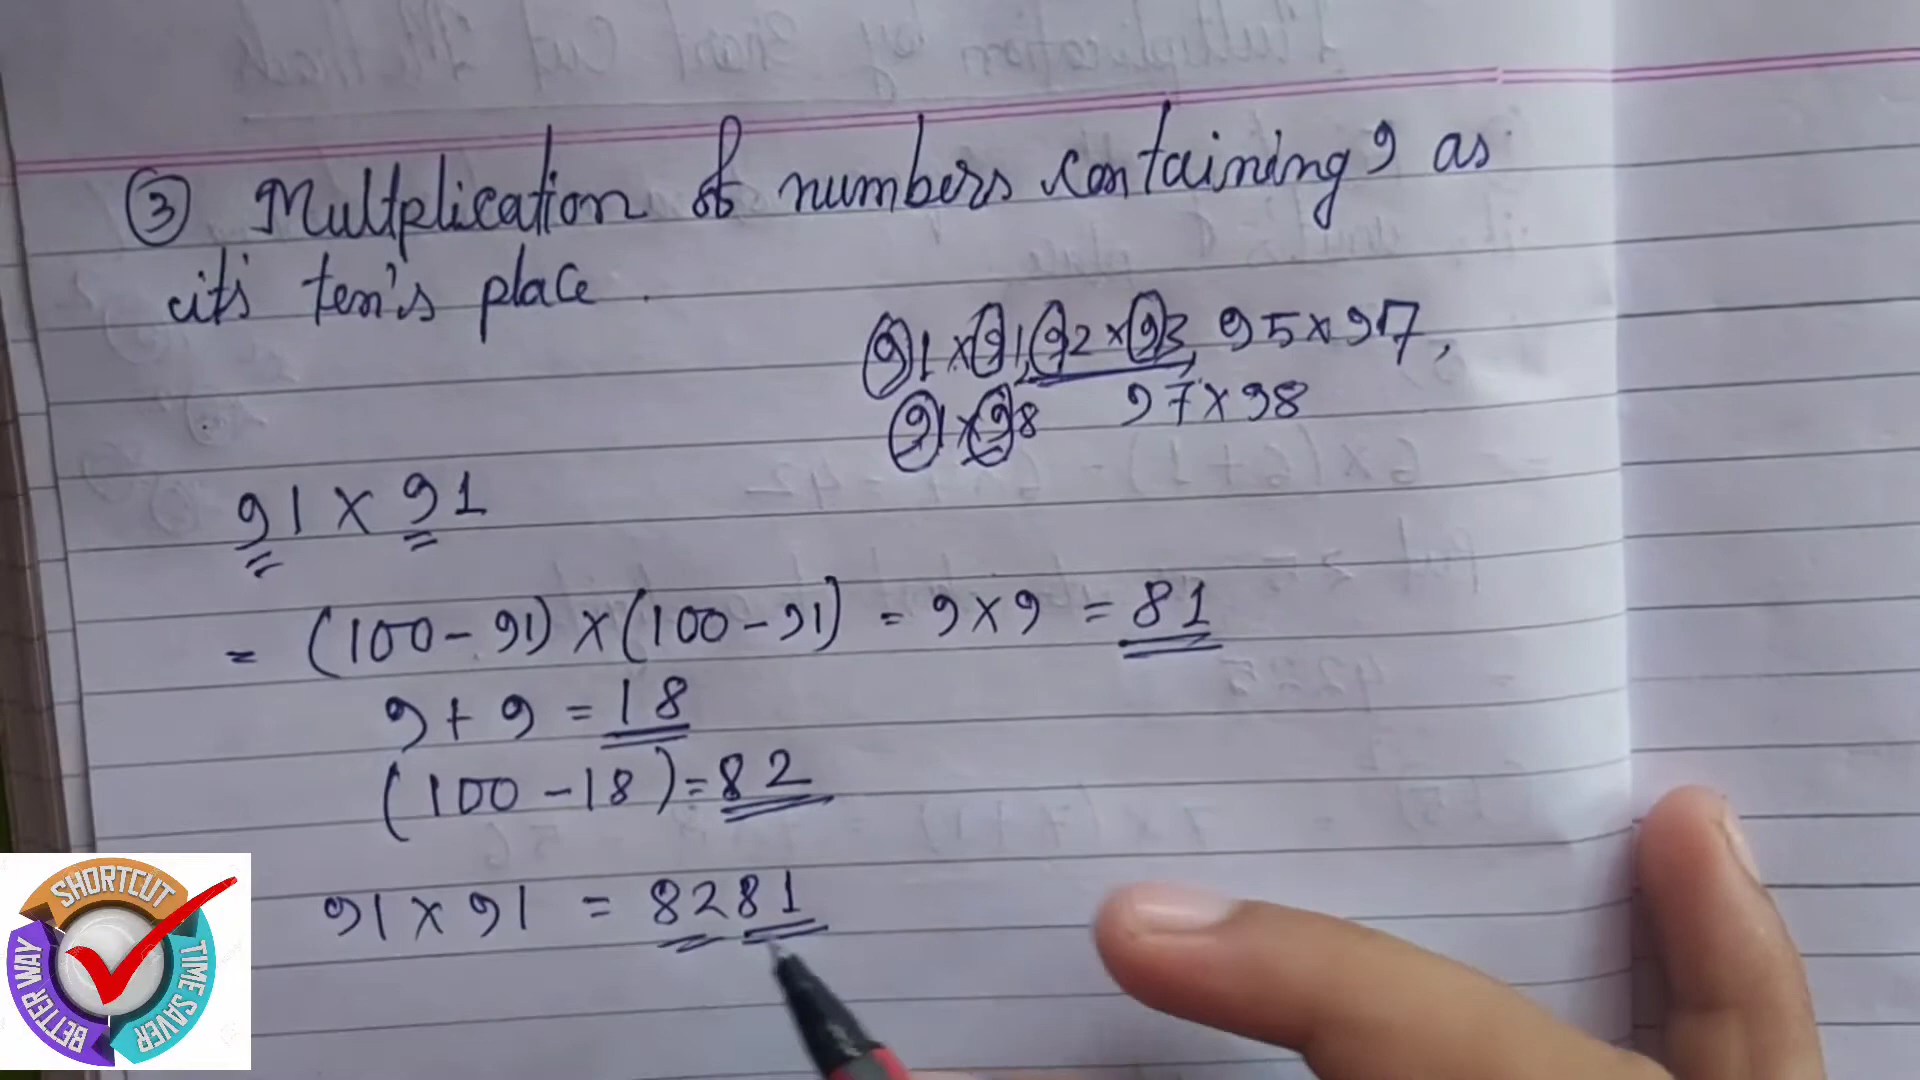 ③ Multplication of numbers containing 9 as
its ten's place.
91 x 91, 92 x 93, 95 x 97,
91 x 98 97 x 98
91 x 91
= (100 - 91) x (100 - 91) = 9 x 9 = 81
9 + 9 = 18
(100 - 18) = 82
91 x 91 = 8281
SHORTCUT
BETTER WAY
TIME SAVER